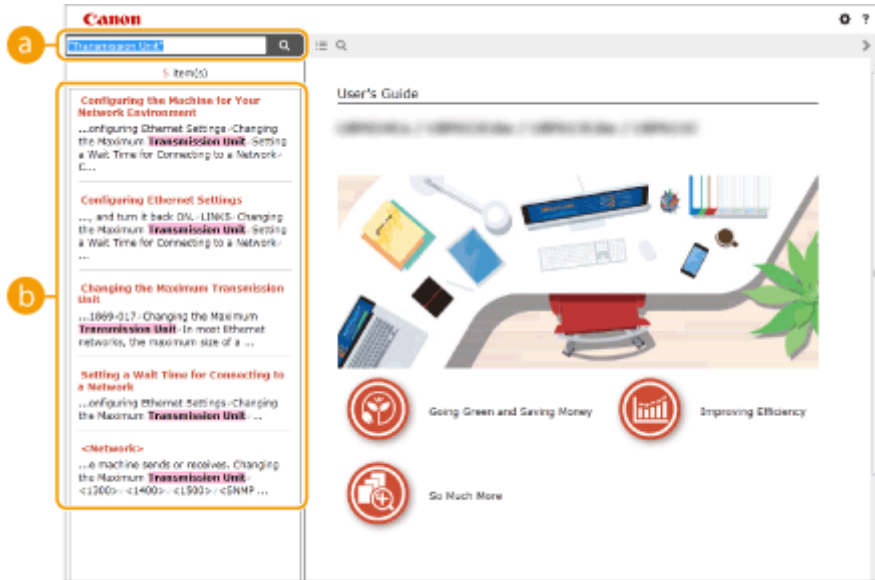 Canon
?
a
"Transmission Unit"
5 item(s)
b
Configuring the Machine for Your
Network Environment
...onfiguring Ethernet Settings Changing
the Maximum Transmission Unit Setting
a Wait Time for Connecting to a Network
C...
Configuring Ethernet Settings
..., and turn it back ON. LINKS Changing
the Maximum Transmission Unit Setting
a Wait Time for Connecting to a Network
...
Changing the Maximum Transmission
Unit
...1869-017 Changing the Maximum
Transmission Unit In most Ethernet
networks, the maximum size of a ...
Setting a Wait Time for Connecting to
a Network
...onfiguring Ethernet Settings Changing
the Maximum Transmission Unit ...
<Network>
...e machine sends or receives. Changing
the Maximum Transmission Unit
<1300> <1400> <1500> <SNMP ...
User's Guide
Going Green and Saving Money
Improving Efficiency
So Much More